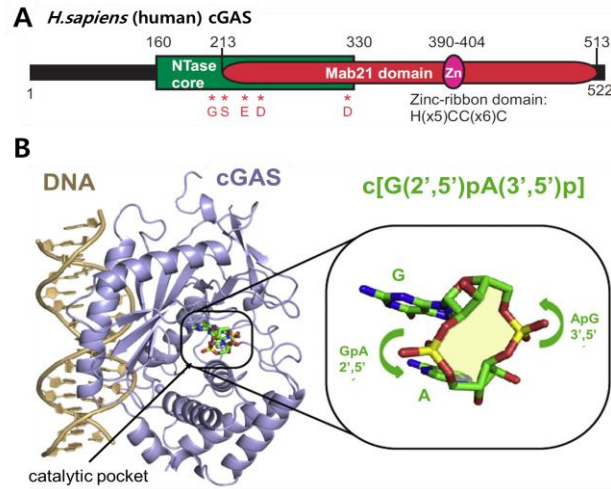 A H.sapiens (human) cGAS
160 213 330 390-404 513
NTase
core
Mab21 domain
Zn
1
522
* * * * *
G S E D D
Zinc-ribbon domain:
H(x5)CC(x6)C
B
DNA
cGAS
c[G(2',5')pA(3',5')p]
G
ApG
3',5'
GpA
2',5'
A
catalytic pocket